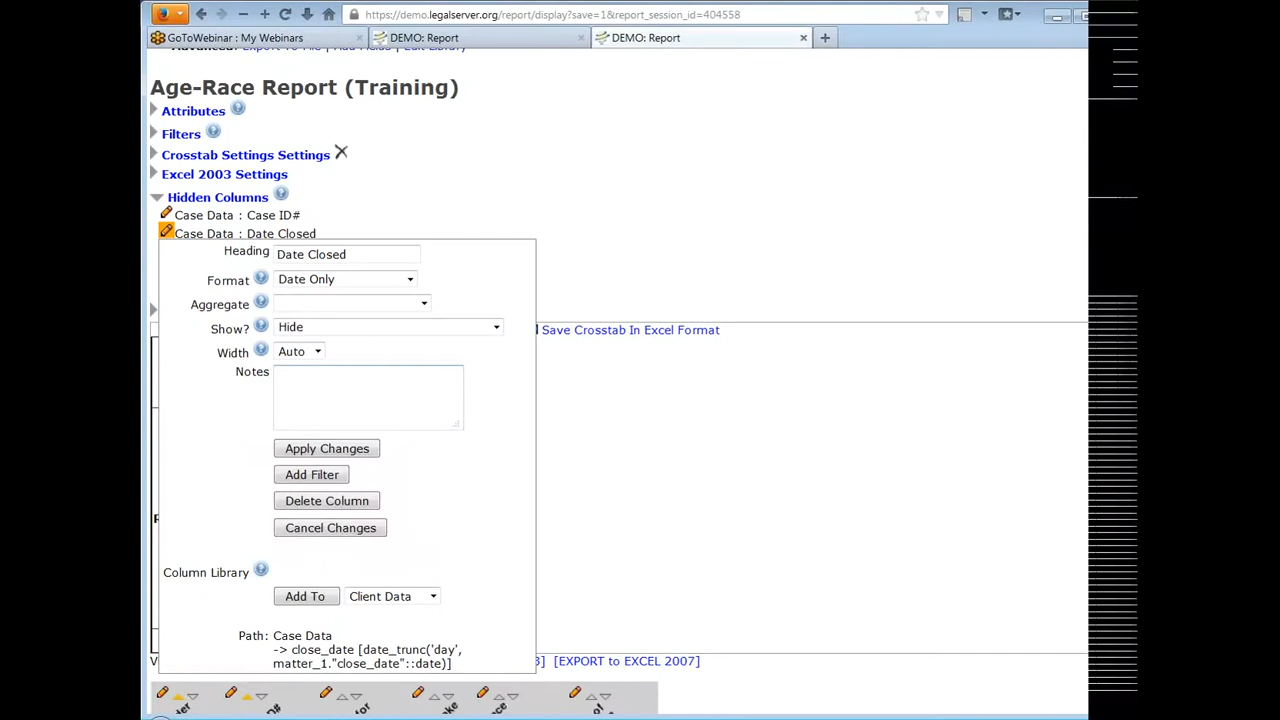 https://demo.legalserver.org/report/display?save=1&report_session_id=404558
GoToWebinar : My Webinars
DEMO: Report
DEMO: Report
Age-Race Report (Training)
Attributes
Filters
Crosstab Settings Settings
Excel 2003 Settings
Hidden Columns
Case Data : Case ID#
Case Data : Date Closed
Heading Date Closed
Format Date Only
Aggregate
Show? Hide
Save Crosstab In Excel Format
Width Auto
Notes
Apply Changes
Add Filter
Delete Column
Cancel Changes
Column Library
Add To Client Data
Path: Case Data
-> close_date [date_trunc('day',
matter_1."close_date"::date)]
3] [EXPORT to EXCEL 2007]